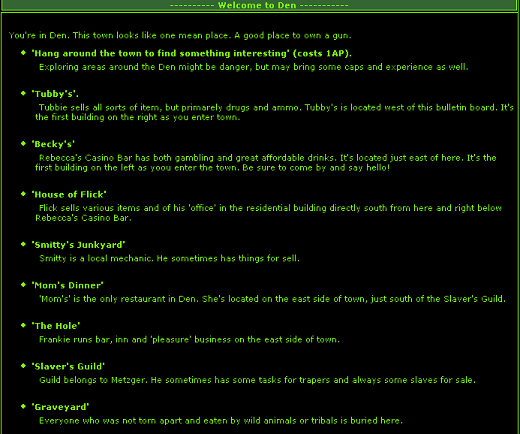 ---------- Welcome to Den -----------
You're in Den. This town looks like one mean place. A good place to own a gun.
'Hang around the town to find something interesting' (costs 1AP).
Exploring areas around the Den might be danger, but may bring some caps and experience as well.
'Tubby's'.
Tubbie sells all sorts of item, but primarely drugs and ammo. Tubby's is located west of this bulletin board. It's
the first building on the right as you enter town.
'Becky's'
Rebecca's Casino Bar has both gambling and great affordable drinks. It's located just east of here. It's the
first building on the left as yoou enter the town. Be sure to come by and say hello!
'House of Flick'
Flick sells various items and of his 'office' in the residential building directly south from here and right below
Rebecca's Casino Bar.
'Smitty's Junkyard'
Smitty is a local mechanic. He sometimes has things for sell.
'Mom's Dinner'
'Mom's' is the only restaurant in Den. She's located on the east side of town, just south of the Slaver's Guild.
'The Hole'
Frankie runs bar, inn and 'pleasure' business on the east side of town.
'Slaver's Guild'
Guild belongs to Metzger. He sometimes has some tasks for trapers and always some slaves for sale.
'Graveyard'
Everyone who was not torn apart and eaten by wild animals or tribals is buried here.